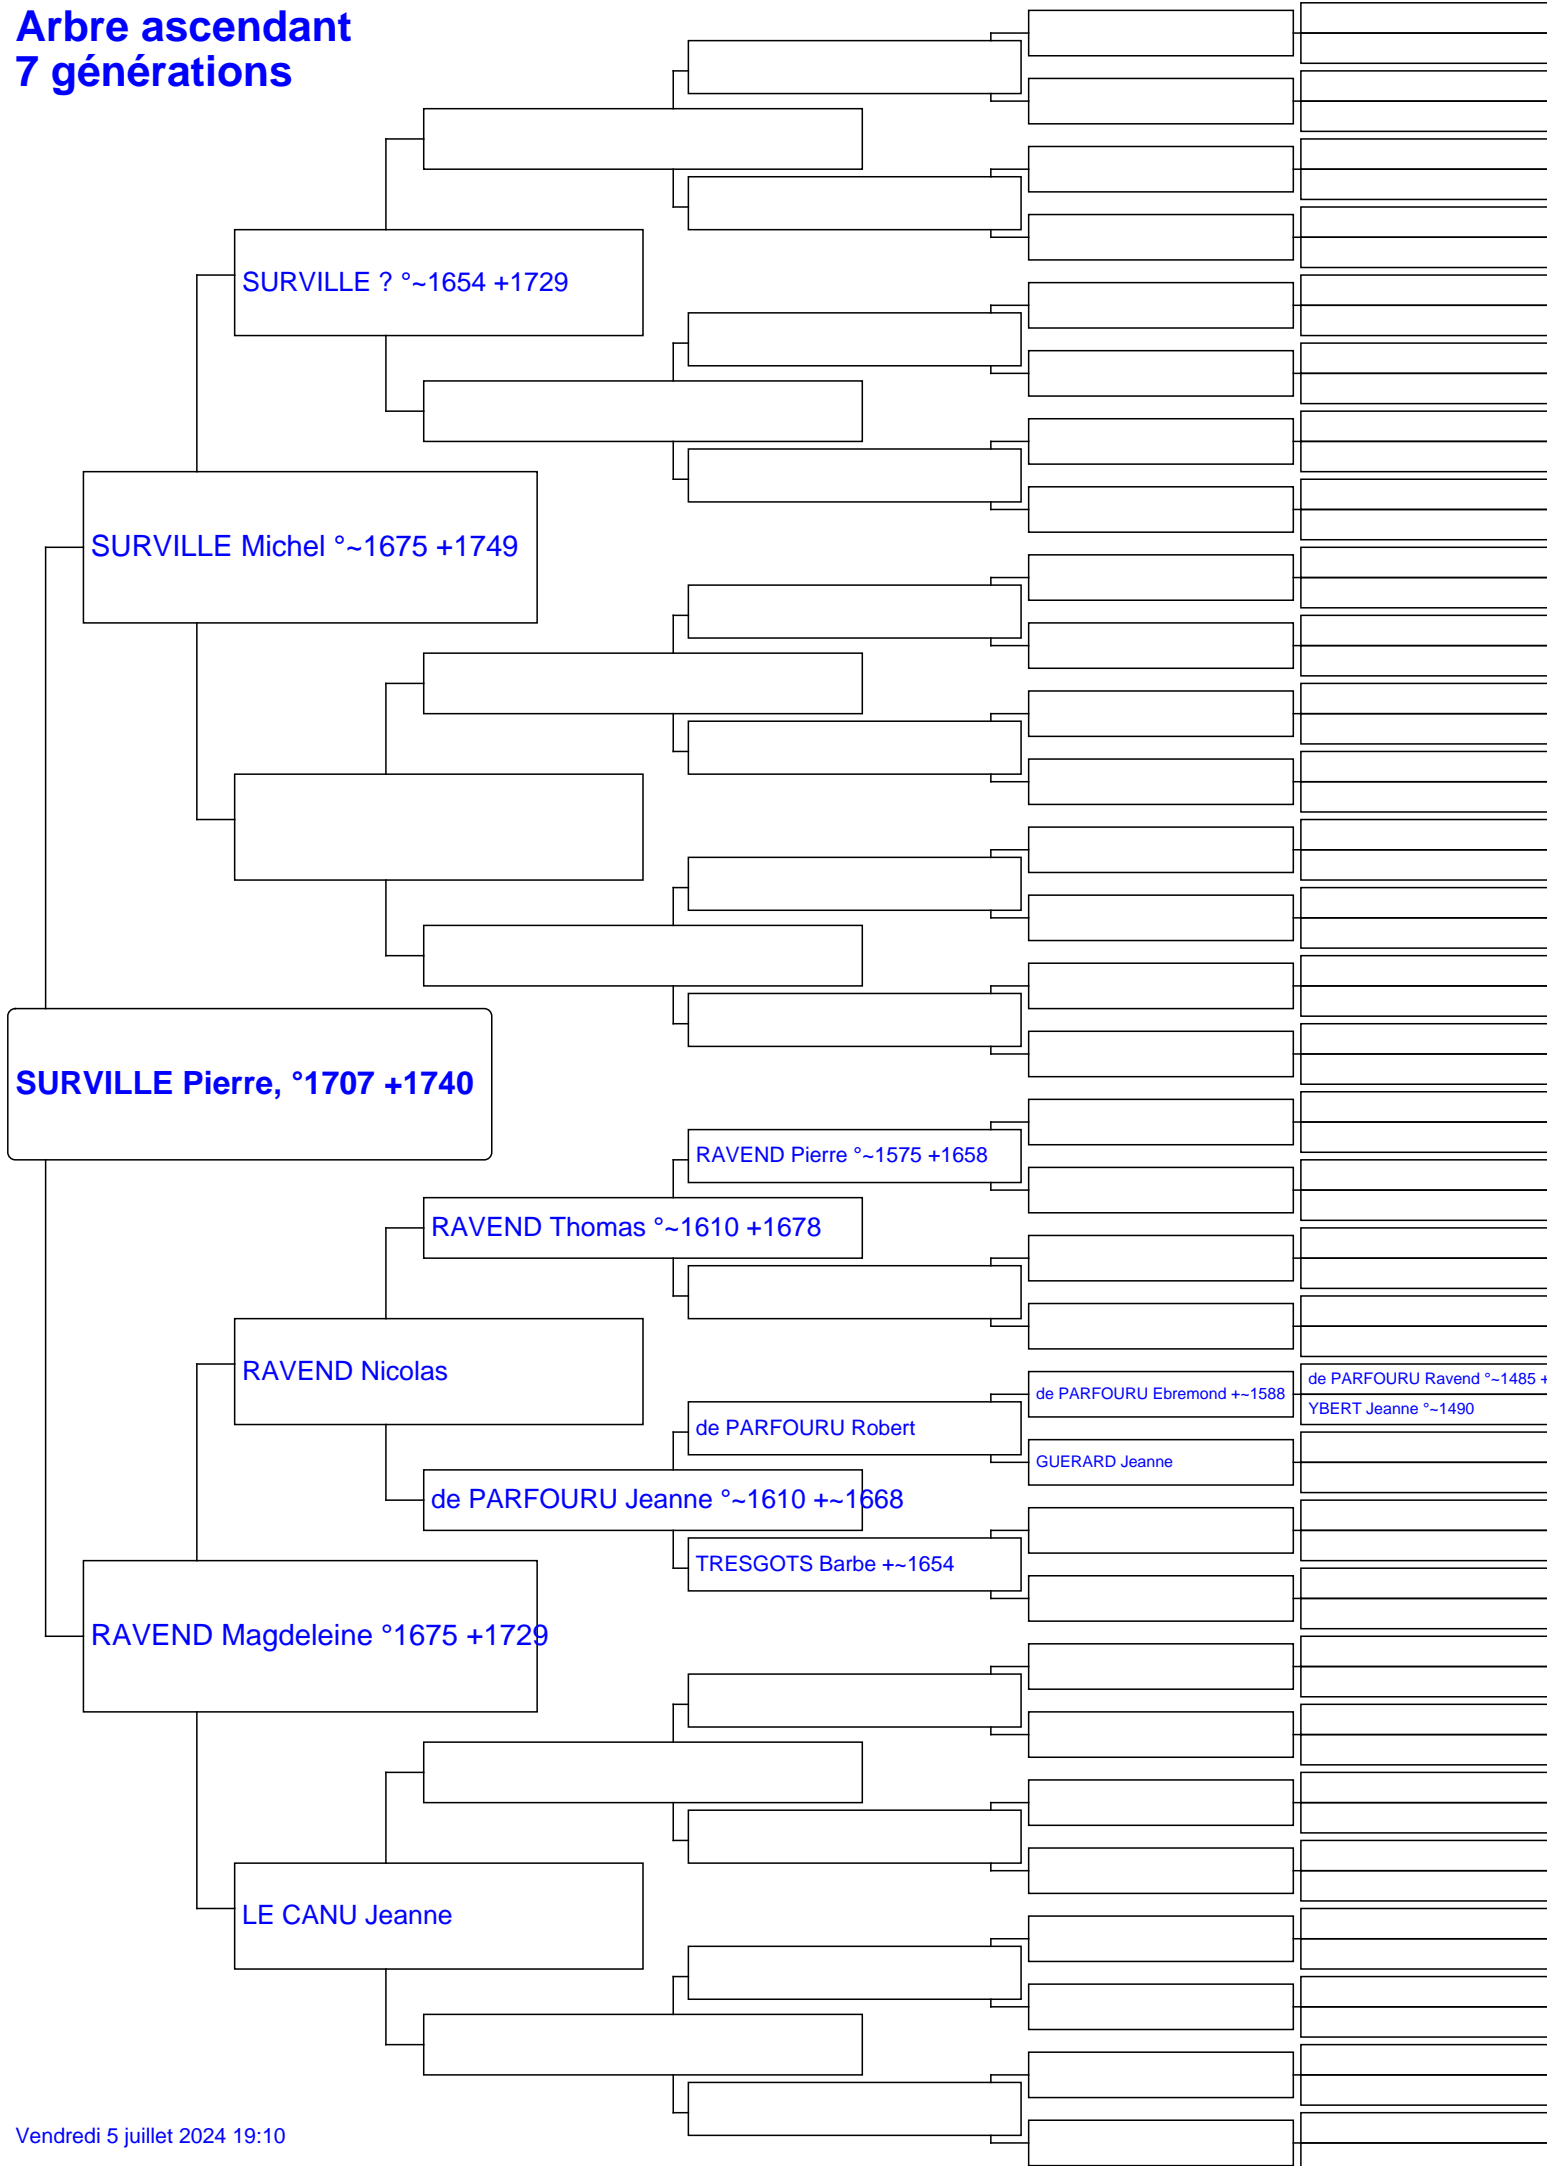 Arbre ascendant
7 générations
SURVILLE ? °~1654 +1729
SURVILLE Michel °~1675 +1749
SURVILLE Pierre, °1707 +1740
RAVEND Pierre °~1575 +1658
RAVEND Thomas °~1610 +1678
RAVEND Nicolas
de PARFOURU Ebremond +~1588
de PARFOURU Ravend °~1485 +
YBERT Jeanne °~1490
de PARFOURU Robert
GUERARD Jeanne
de PARFOURU Jeanne °~1610 +~1668
TRESGOTS Barbe +~1654
RAVEND Magdeleine °1675 +1729
LE CANU Jeanne
Vendredi 5 juillet 2024 19:10